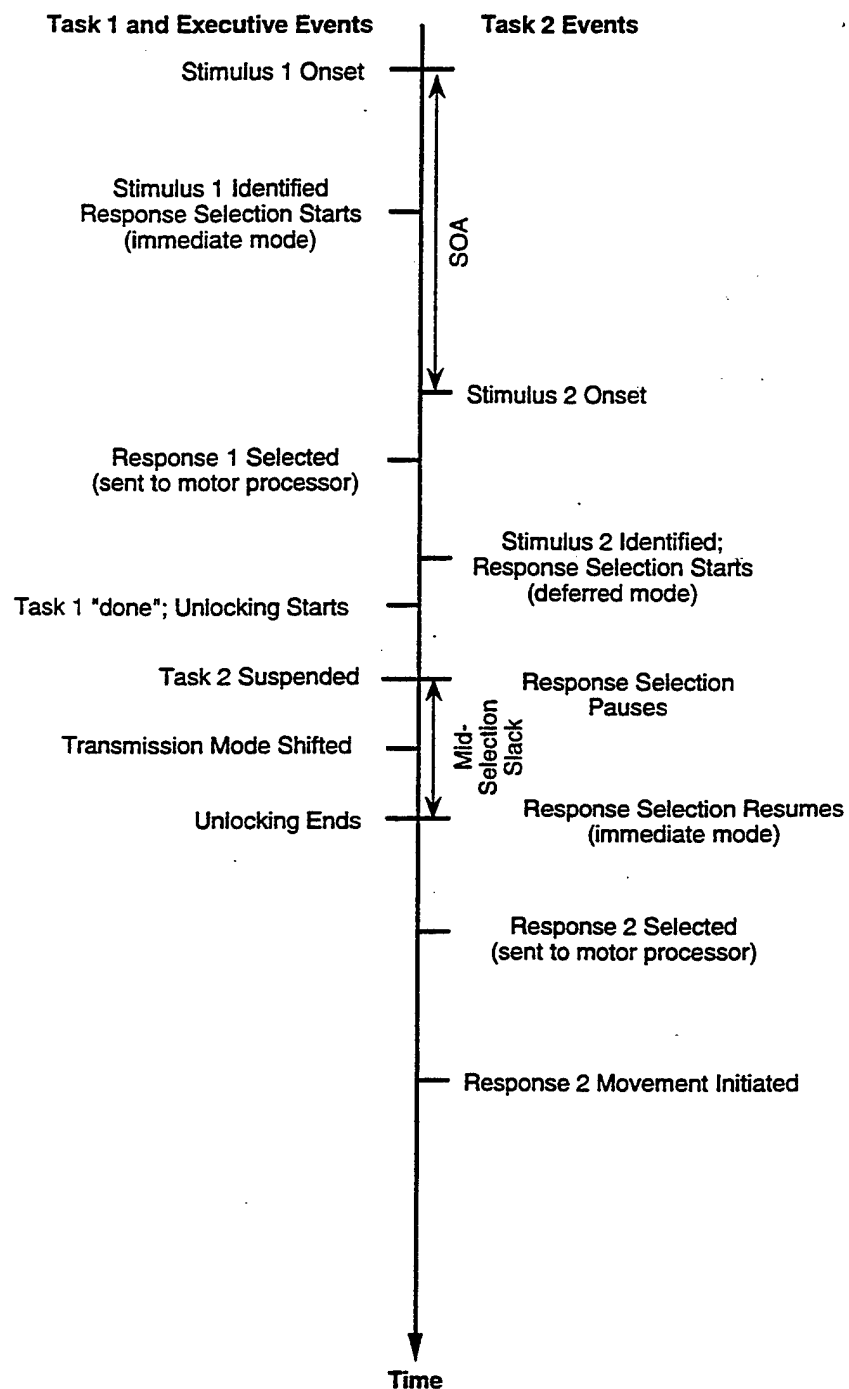 Task 1 and Executive Events
Task 2 Events
Stimulus 1 Onset
Stimulus 1 Identified
Response Selection Starts
(immediate mode)
SOA
Stimulus 2 Onset
Response 1 Selected
(sent to motor processor)
Stimulus 2 Identified;
Response Selection Starts
(deferred mode)
Task 1 "done"; Unlocking Starts
Task 2 Suspended
Response Selection
Pauses
Mid-
Selection
Slack
Transmission Mode Shifted
Unlocking Ends
Response Selection Resumes
(immediate mode)
Response 2 Selected
(sent to motor processor)
Response 2 Movement Initiated
Time